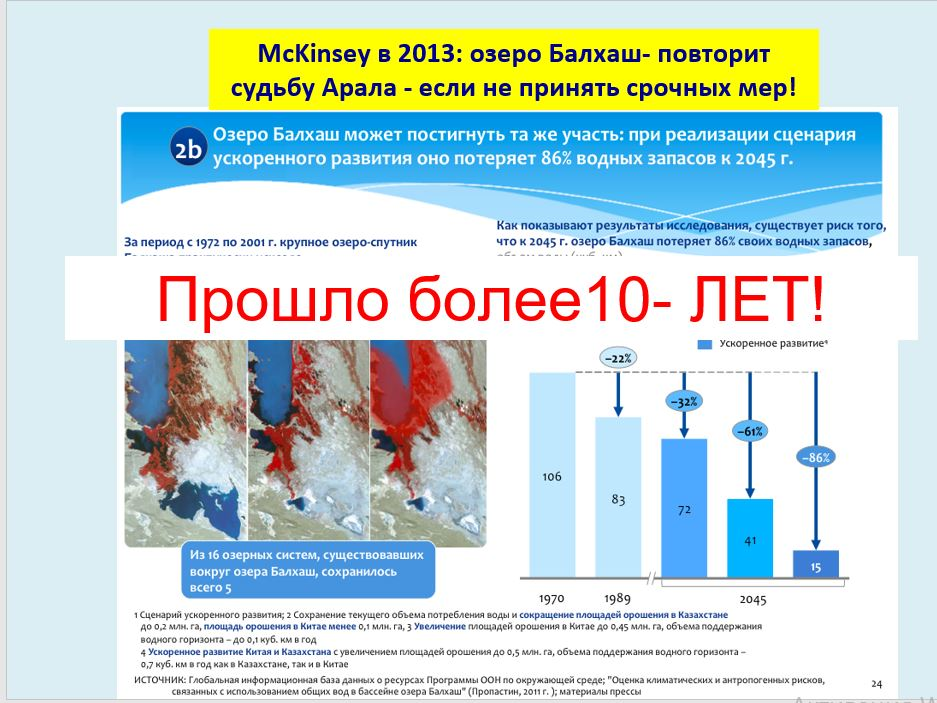 McKinsey в 2013: озеро Балхаш- повторит
судьбу Арала - если не принять срочных мер!
2b
Озеро Балхаш может постигнуть та же участь: при реализации сценария
ускоренного развития оно потеряет 86% водных запасов к 2045 г.
За период с 1972 по 2001 г. крупное озеро-спутник
Как показывают результаты исследования, существует риск того,
что к 2045 г. озеро Балхаш потеряет 86% своих водных запасов,
Прошло более10- ЛЕТ!
Ускоренное развитие⁴
–22%
–32%
–61%
–86%
106
83
72
41
15
1970
1989
2045
Из 16 озерных систем, существовавших
вокруг озера Балхаш, сохранилось
всего 5
1 Сценарий ускоренного развития; 2 Сохранение текущего объема потребления воды и сокращение площадей орошения в Казахстане
до 0,2 млн. га, площадь орошения в Китае менее 0,1 млн. га, 3 Увеличение площадей орошения в Китае до 0,45 млн. га, объема поддержания
водного горизонта – до 0,1 куб. км в год
4 Ускоренное развитие Китая и Казахстана с увеличением площадей орошения до 0,5 млн. га, объема поддержания водного горизонта –
0,7 куб. км в год как в Казахстане, так и в Китае
ИСТОЧНИК: Глобальная информационная база данных о ресурсах Программы ООН по окружающей среде; "Оценка климатических и антропогенных рисков,
связанных с использованием общих вод в бассейне озера Балхаш" (Пропастин, 2011 г. ); материалы прессы
24